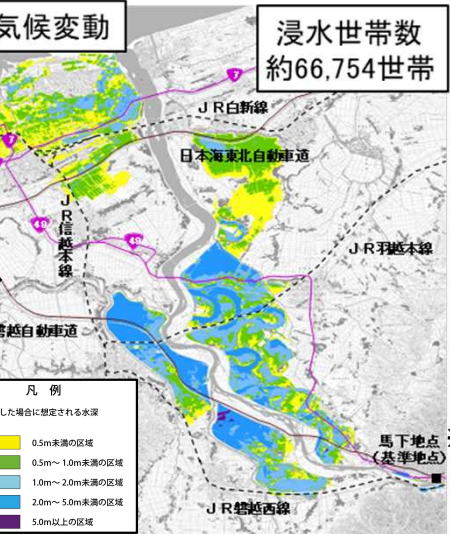 気候変動
浸水世帯数
約66,754世帯
7
JR白新線
7
日本海東北自動車道
JR信越本線
49
49
JR羽越本線
磐越自動車道
凡 例
した場合に想定される水深
0.5m未満の区域
0.5m～1.0m未満の区域
1.0m～2.0m未満の区域
2.0m～5.0m未満の区域
5.0m以上の区域
馬下地点
(基準地点)
JR磐越西線